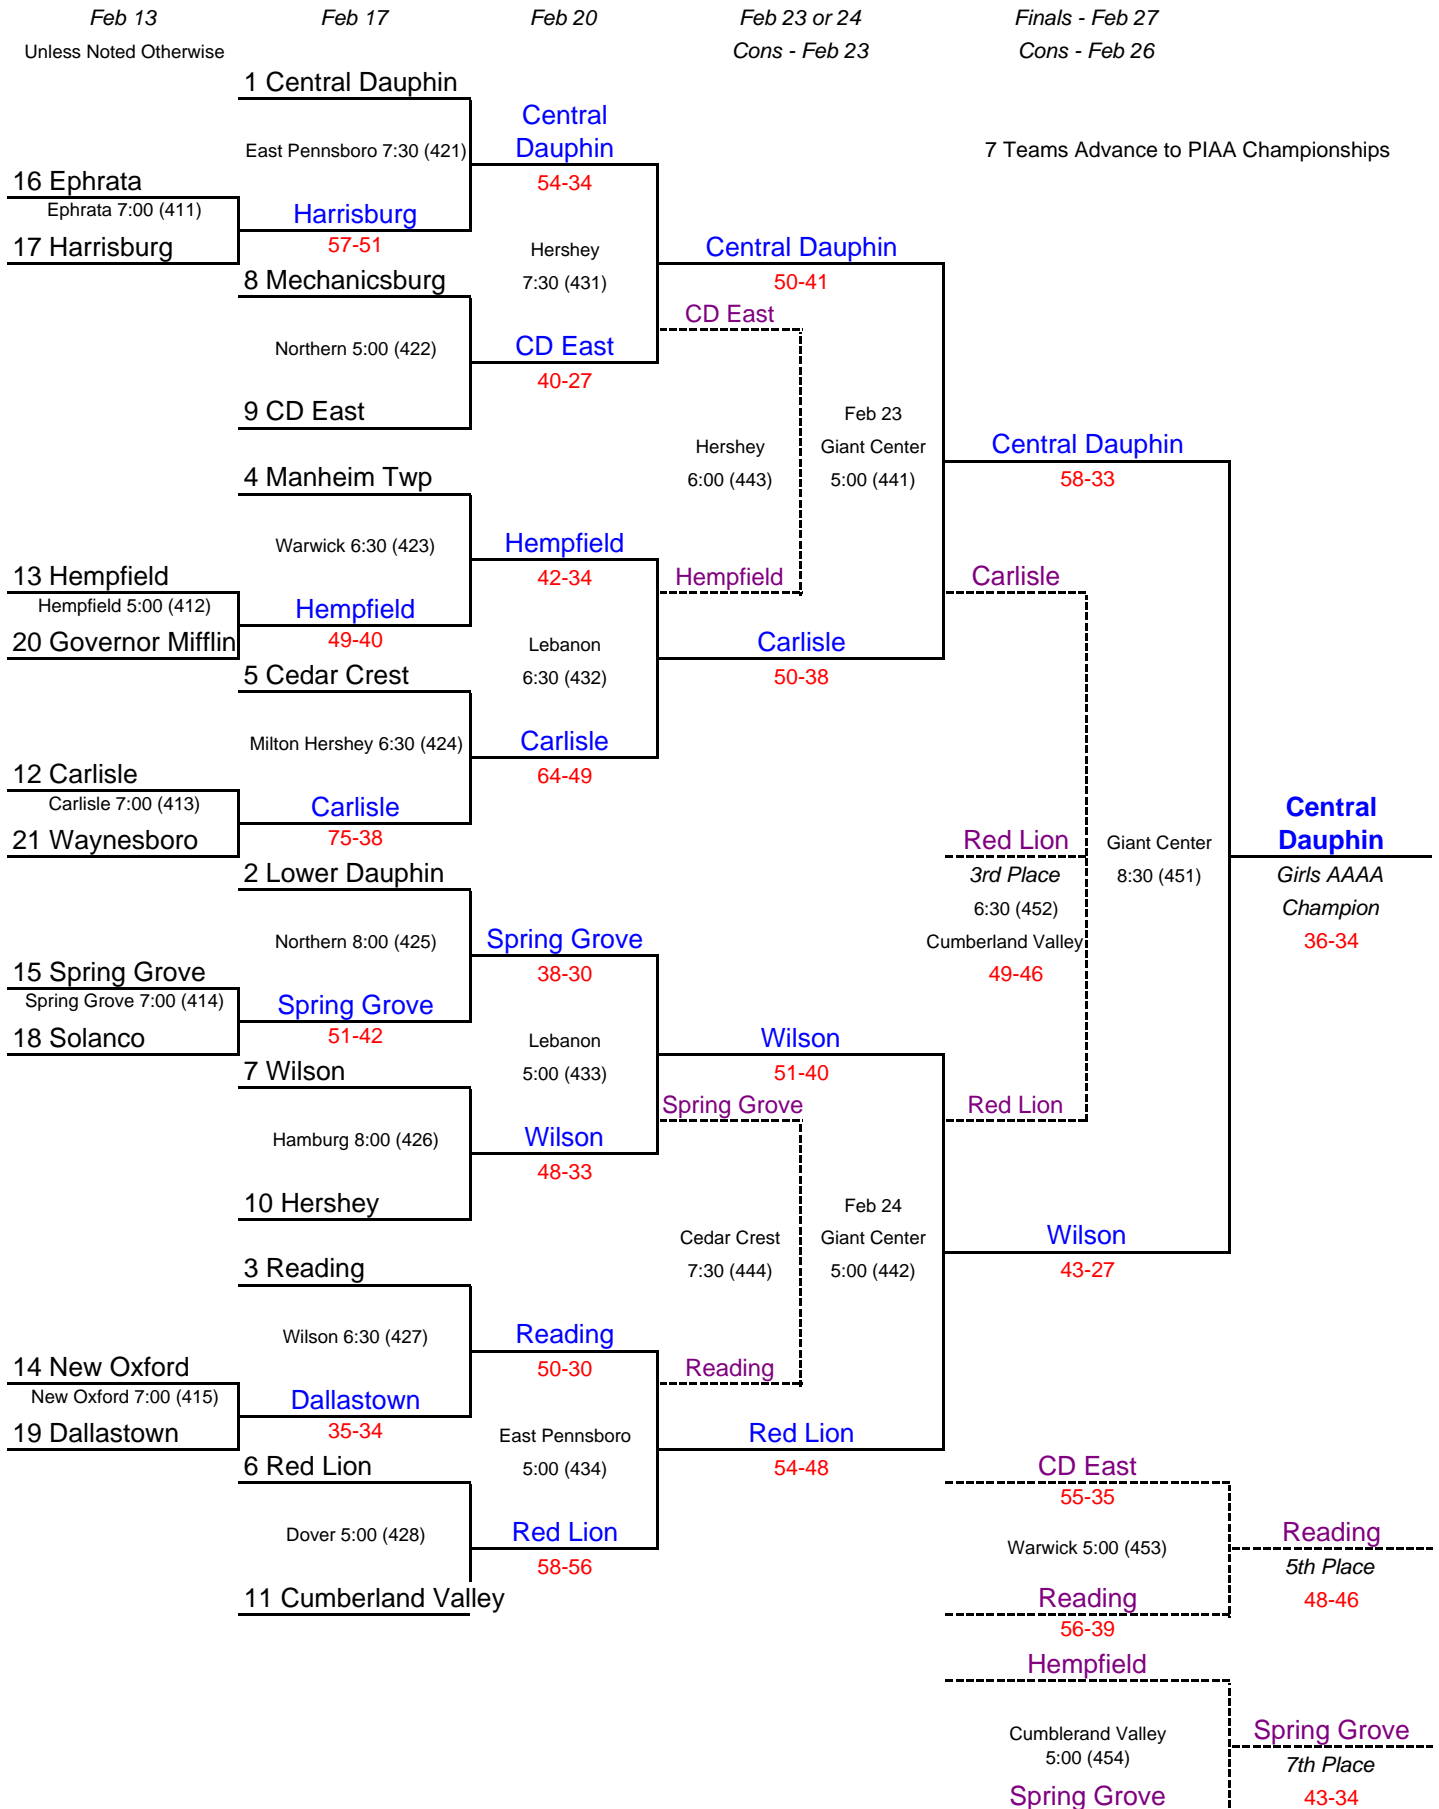 Feb 13
Feb 17
Feb 20
Feb 23 or 24
Finals - Feb 27
Unless Noted Otherwise
Cons - Feb 23
Cons - Feb 26
1 Central Dauphin
Central
Dauphin
East Pennsboro 7:30 (421)
7 Teams Advance to PIAA Championships
16 Ephrata
54-34
Ephrata 7:00 (411)
Harrisburg
17 Harrisburg
57-51
Hershey
7:30 (431)
Central Dauphin
50-41
8 Mechanicsburg
CD East
Northern 5:00 (422)
CD East
40-27
9 CD East
Feb 23
Giant Center
5:00 (441)
Hershey
6:00 (443)
Central Dauphin
58-33
4 Manheim Twp
Warwick 6:30 (423)
Hempfield
42-34
13 Hempfield
Hempfield
Carlisle
Hempfield 5:00 (412)
Hempfield
20 Governor Mifflin
49-40
Lebanon
6:30 (432)
Carlisle
50-38
5 Cedar Crest
Milton Hershey 6:30 (424)
Carlisle
64-49
12 Carlisle
Carlisle 7:00 (413)
Carlisle
21 Waynesboro
75-38
Red Lion
3rd Place
6:30 (452)
Cumberland Valley
49-46
Giant Center
8:30 (451)
Central
Dauphin
Girls AAAA
Champion
36-34
2 Lower Dauphin
Northern 8:00 (425)
Spring Grove
38-30
15 Spring Grove
Spring Grove 7:00 (414)
Spring Grove
18 Solanco
51-42
Lebanon
5:00 (433)
Wilson
51-40
7 Wilson
Spring Grove
Red Lion
Hamburg 8:00 (426)
Wilson
48-33
10 Hershey
Feb 24
Giant Center
5:00 (442)
Cedar Crest
7:30 (444)
Wilson
43-27
3 Reading
Wilson 6:30 (427)
Reading
50-30
14 New Oxford
Reading
New Oxford 7:00 (415)
Dallastown
19 Dallastown
35-34
East Pennsboro
5:00 (434)
Red Lion
54-48
6 Red Lion
CD East
55-35
Dover 5:00 (428)
Red Lion
58-56
Warwick 5:00 (453)
Reading
5th Place
48-46
11 Cumberland Valley
Reading
56-39
Hempfield
Cumblerand Valley
5:00 (454)
Spring Grove
7th Place
Spring Grove
43-34